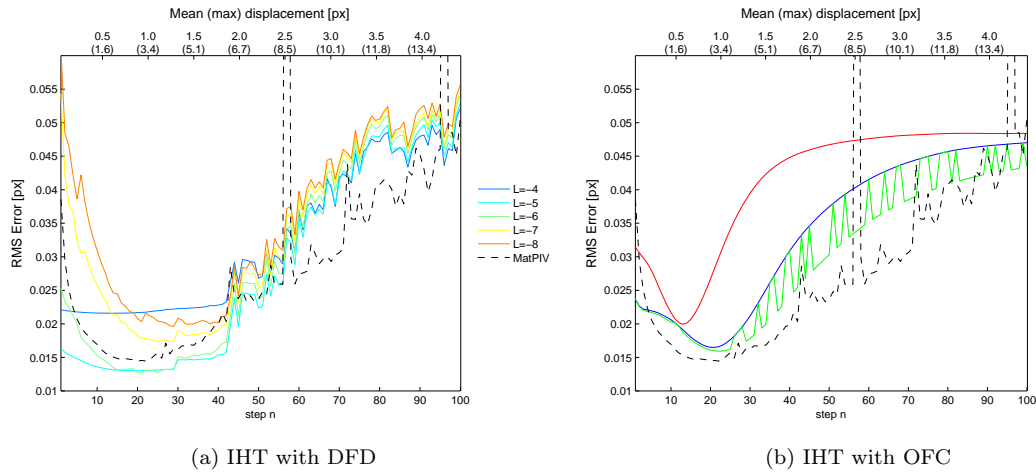 Mean (max) displacement [px]
0.5 1.0 1.5 2.0 2.5 3.0 3.5 4.0
(1.6) (3.4) (5.1) (6.7) (8.5) (10.1) (11.8) (13.4)
0.055
0.05
0.045
0.04
0.035
0.03
0.025
0.02
0.015
0.01
RMS Error [px]
10 20 30 40 50 60 70 80 90 100
step n
L=−4
L=−5
L=−6
L=−7
L=−8
MatPIV
(a) IHT with DFD
Mean (max) displacement [px]
0.5 1.0 1.5 2.0 2.5 3.0 3.5 4.0
(1.6) (3.4) (5.1) (6.7) (8.5) (10.1) (11.8) (13.4)
0.055
0.05
0.045
0.04
0.035
0.03
0.025
0.02
0.015
0.01
RMS Error [px]
10 20 30 40 50 60 70 80 90 100
step n
(b) IHT with OFC